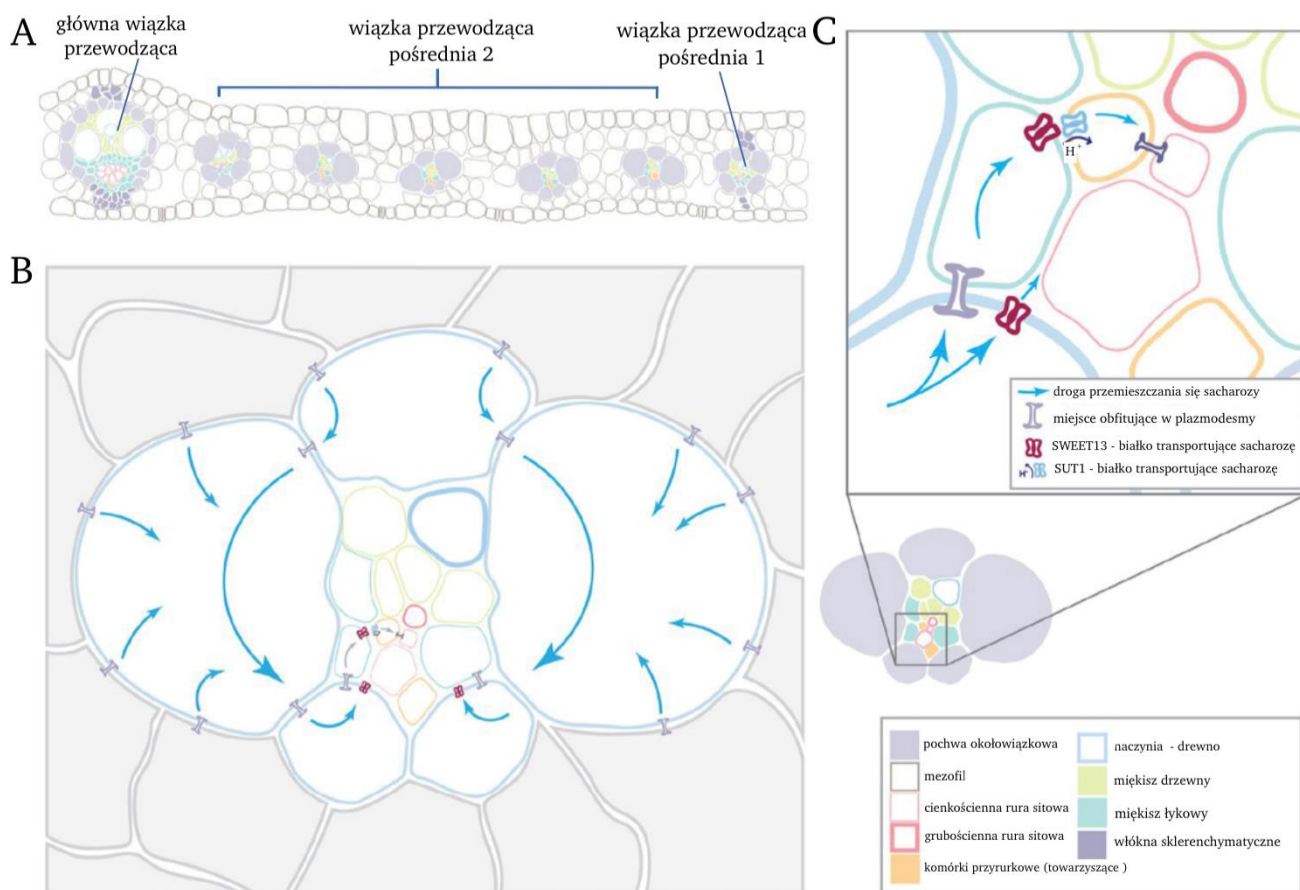 A
główna wiązka
przewodząca
wiązka przewodząca
pośrednia 2
wiązka przewodząca
pośrednia 1
C
H+
droga przemieszczania się sacharozy
miejsce obfitujące w plazmodesmy
SWEET13 - białko transportujące sacharozę
H+ SUT1 - białko transportujące sacharozę
B
pochwa okołowiązkowa
mezofil
cienkościenna rura sitowa
grubościenna rura sitowa
komórki przyrurkowe (towarzyszące )
naczynia - drewno
miękisz drzewny
miękisz łykowy
włókna sklerenchymatyczne